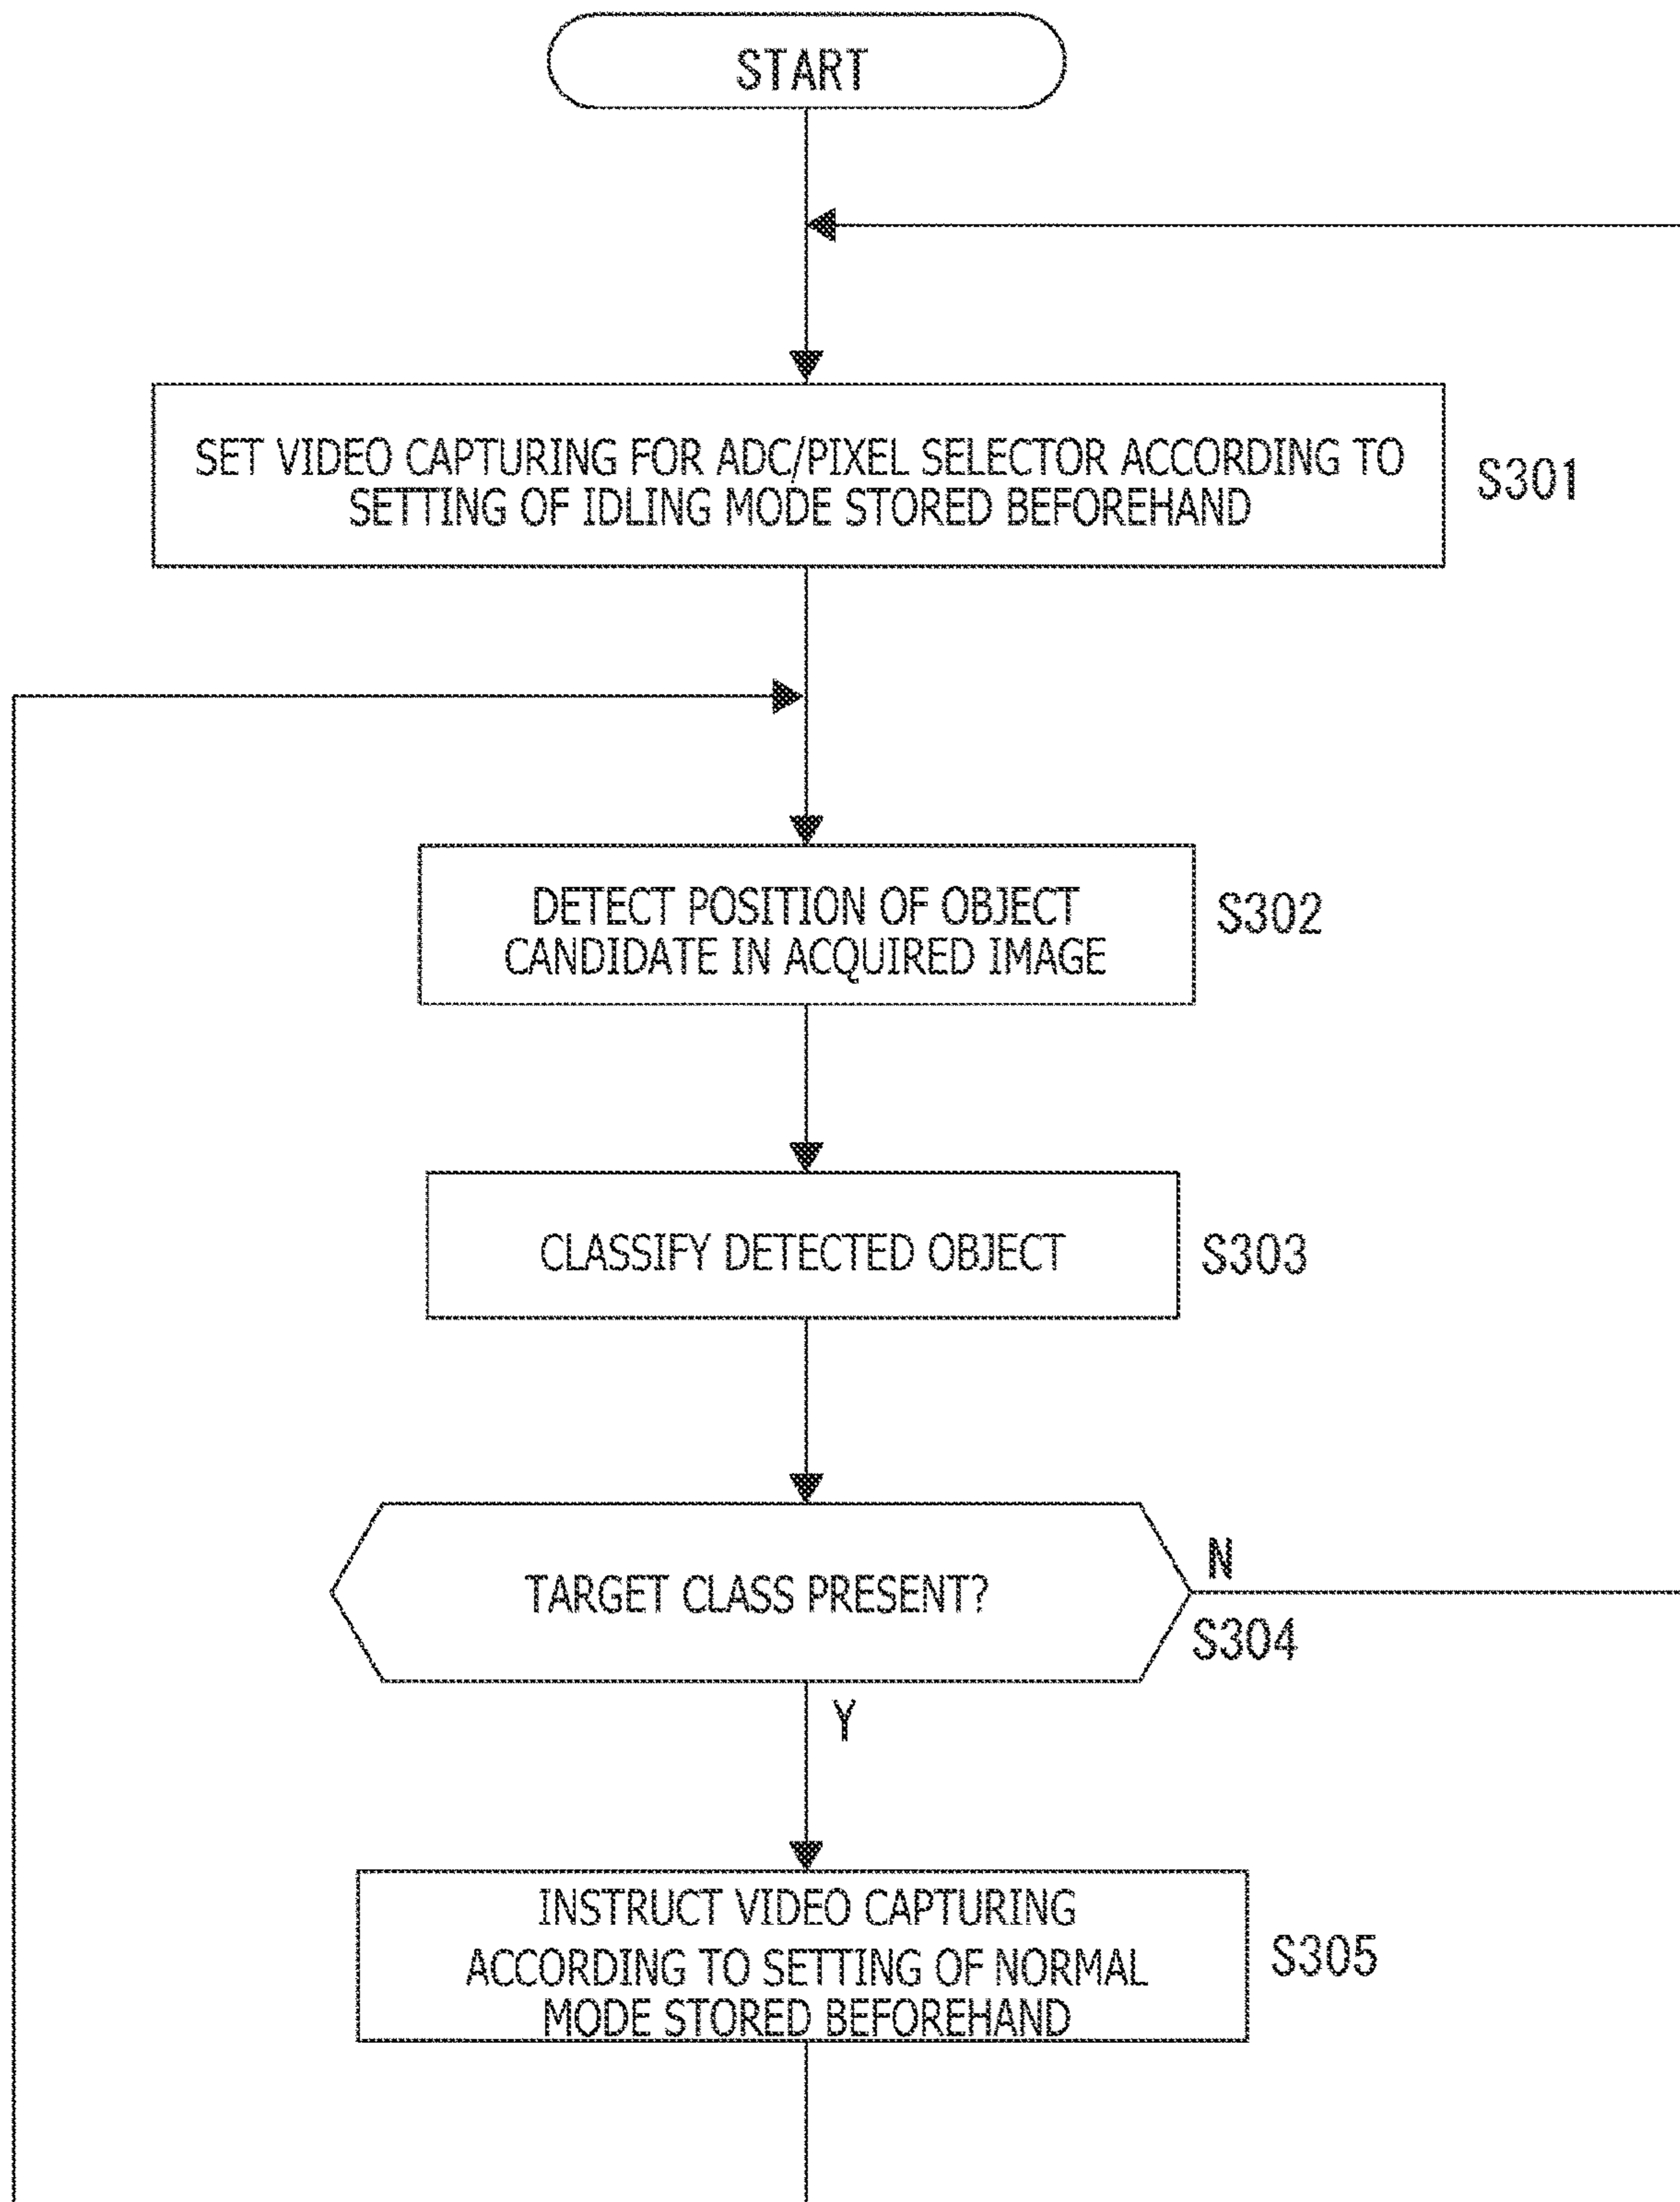 START
SET VIDEO CAPTURING FOR ADC/PIXEL SELECTOR ACCORDING TO
SETTING OF IDLING MODE STORED BEFOREHAND
S301
DETECT POSITION OF OBJECT
CANDIDATE IN ACQUIRED IMAGE
S302
CLASSIFY DETECTED OBJECT
S303
TARGET CLASS PRESENT?
N
S304
Y
INSTRUCT VIDEO CAPTURING
ACCORDING TO SETTING OF NORMAL
MODE STORED BEFOREHAND
S305